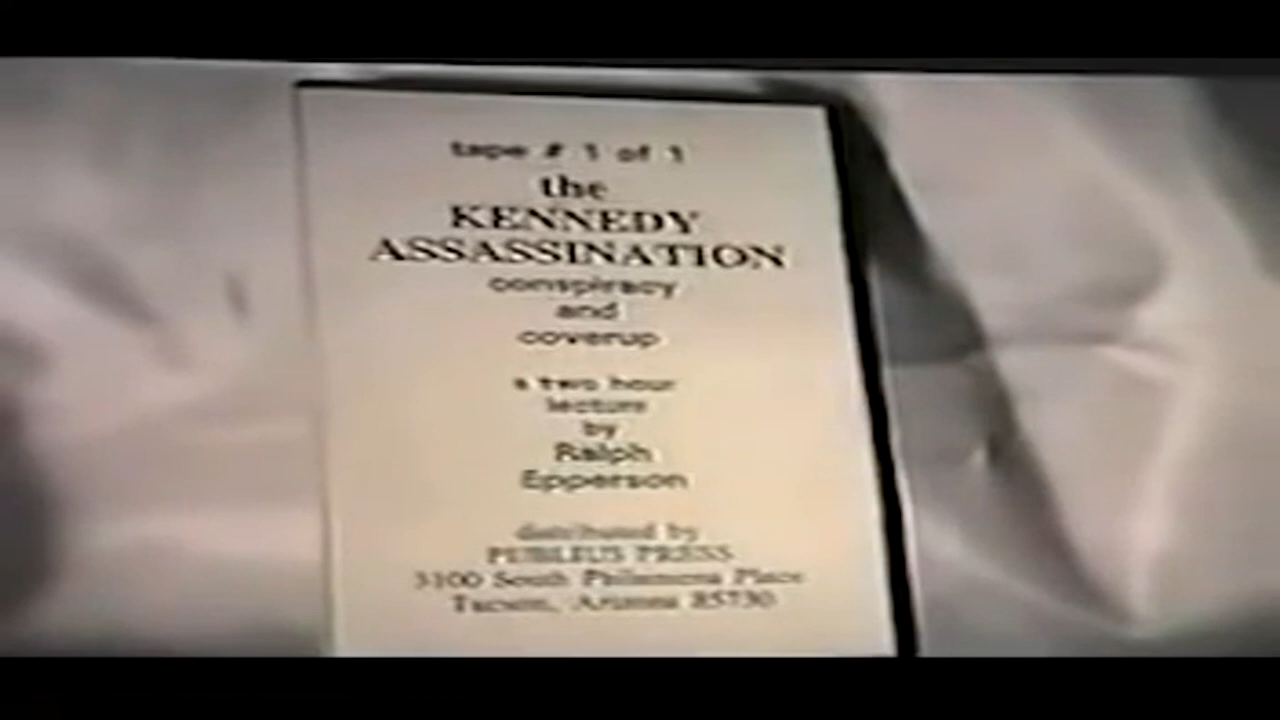 tape # 1 of 1
the
KENNEDY
ASSASSINATION
conspiracy
and
coverup
a two hour
lecture
by
Ralph
Epperson
distributed by
PUBLIUS PRESS
3100 South Philamena Place
Tucson, Arizona 85730